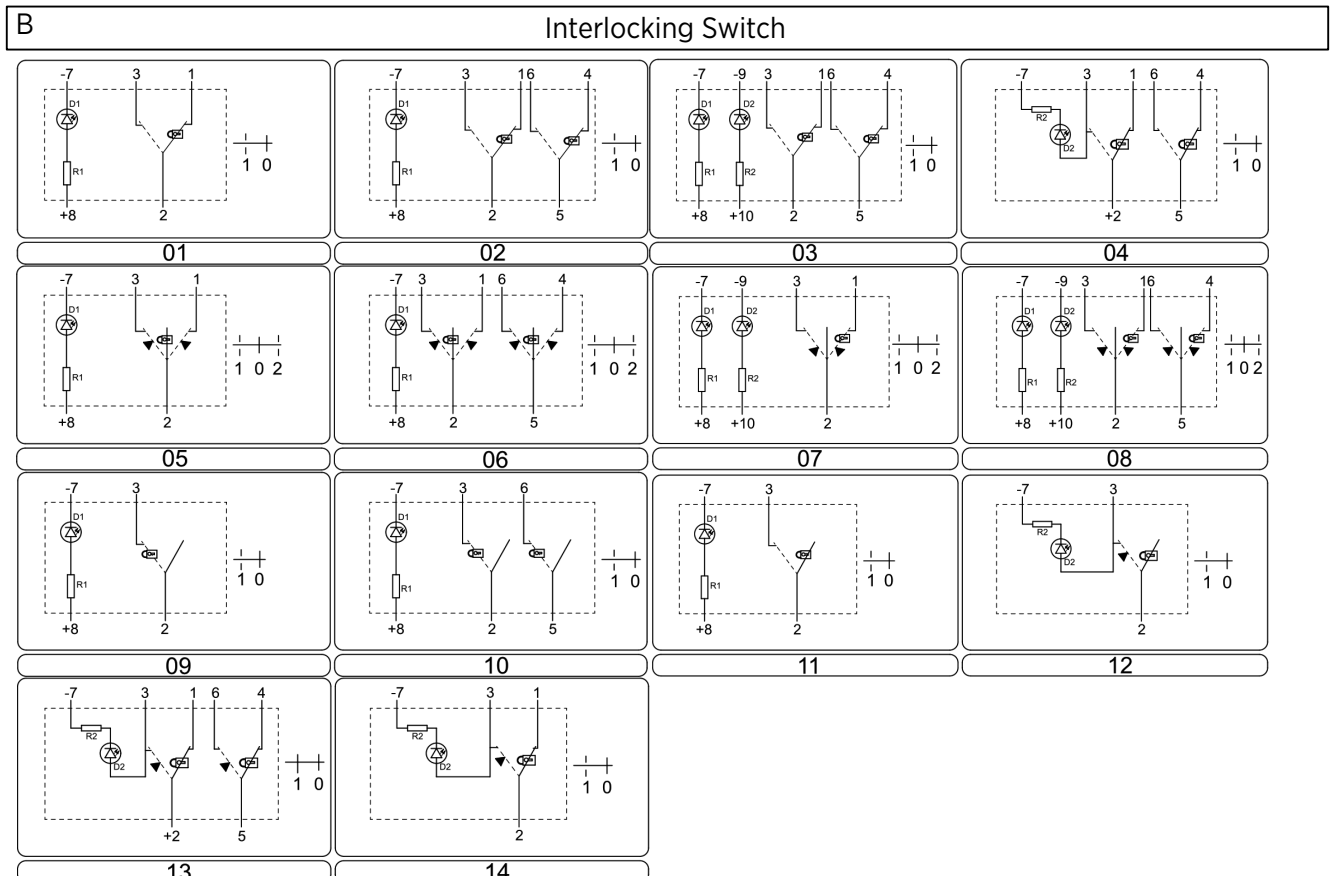 B
Interlocking Switch
-7 3 1
D1
R1
1 0
+8 2
01
-7 3 1 6 4
D1
R1
1 0
+8 2 5
02
-7 -9 3 1 6 4
D1 D2
R1 R2
1 0
+8 +10 2 5
03
-7 3 1 6 4
R2
D2
1 0
+2 5
04
-7 3 1
D1
R1
1 0 2
+8 2
05
-7 3 1 6 4
D1
R1
1 0 2
+8 2 5
06
-7 -9 3 1
D1 D2
R1 R2
1 0 2
+8 +10 2
07
-7 -9 3 1 6 4
D1 D2
R1 R2
1 0 2
+8 +10 2 5
08
-7 3
D1
R1
1 0
+8 2
09
-7 3 6
D1
R1
1 0
+8 2 5
10
-7 3
D1
R1
1 0
+8 2
11
-7 3
R2
D2
1 0
2
12
-7 3 1 6 4
R2
D2
1 0
+2 5
13
-7 3 1
R2
D2
1 0
2
14